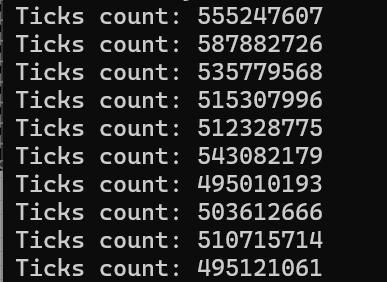 Ticks count: 555247607
Ticks count: 587882726
Ticks count: 535779568
Ticks count: 515307996
Ticks count: 512328775
Ticks count: 543082179
Ticks count: 495010193
Ticks count: 503612666
Ticks count: 510715714
Ticks count: 495121061